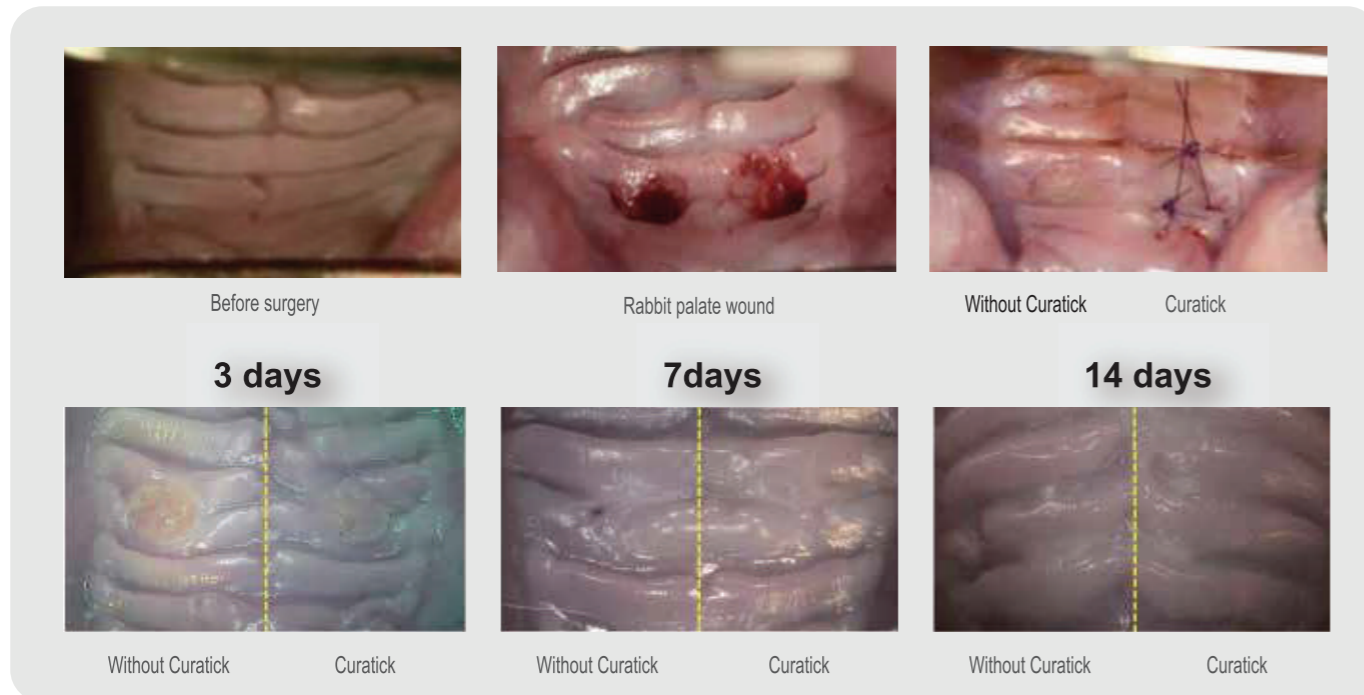 Before surgery
Rabbit palate wound
Without Curatick Curatick
3 days
7days
14 days
Without Curatick Curatick
Without Curatick Curatick
Without Curatick Curatick